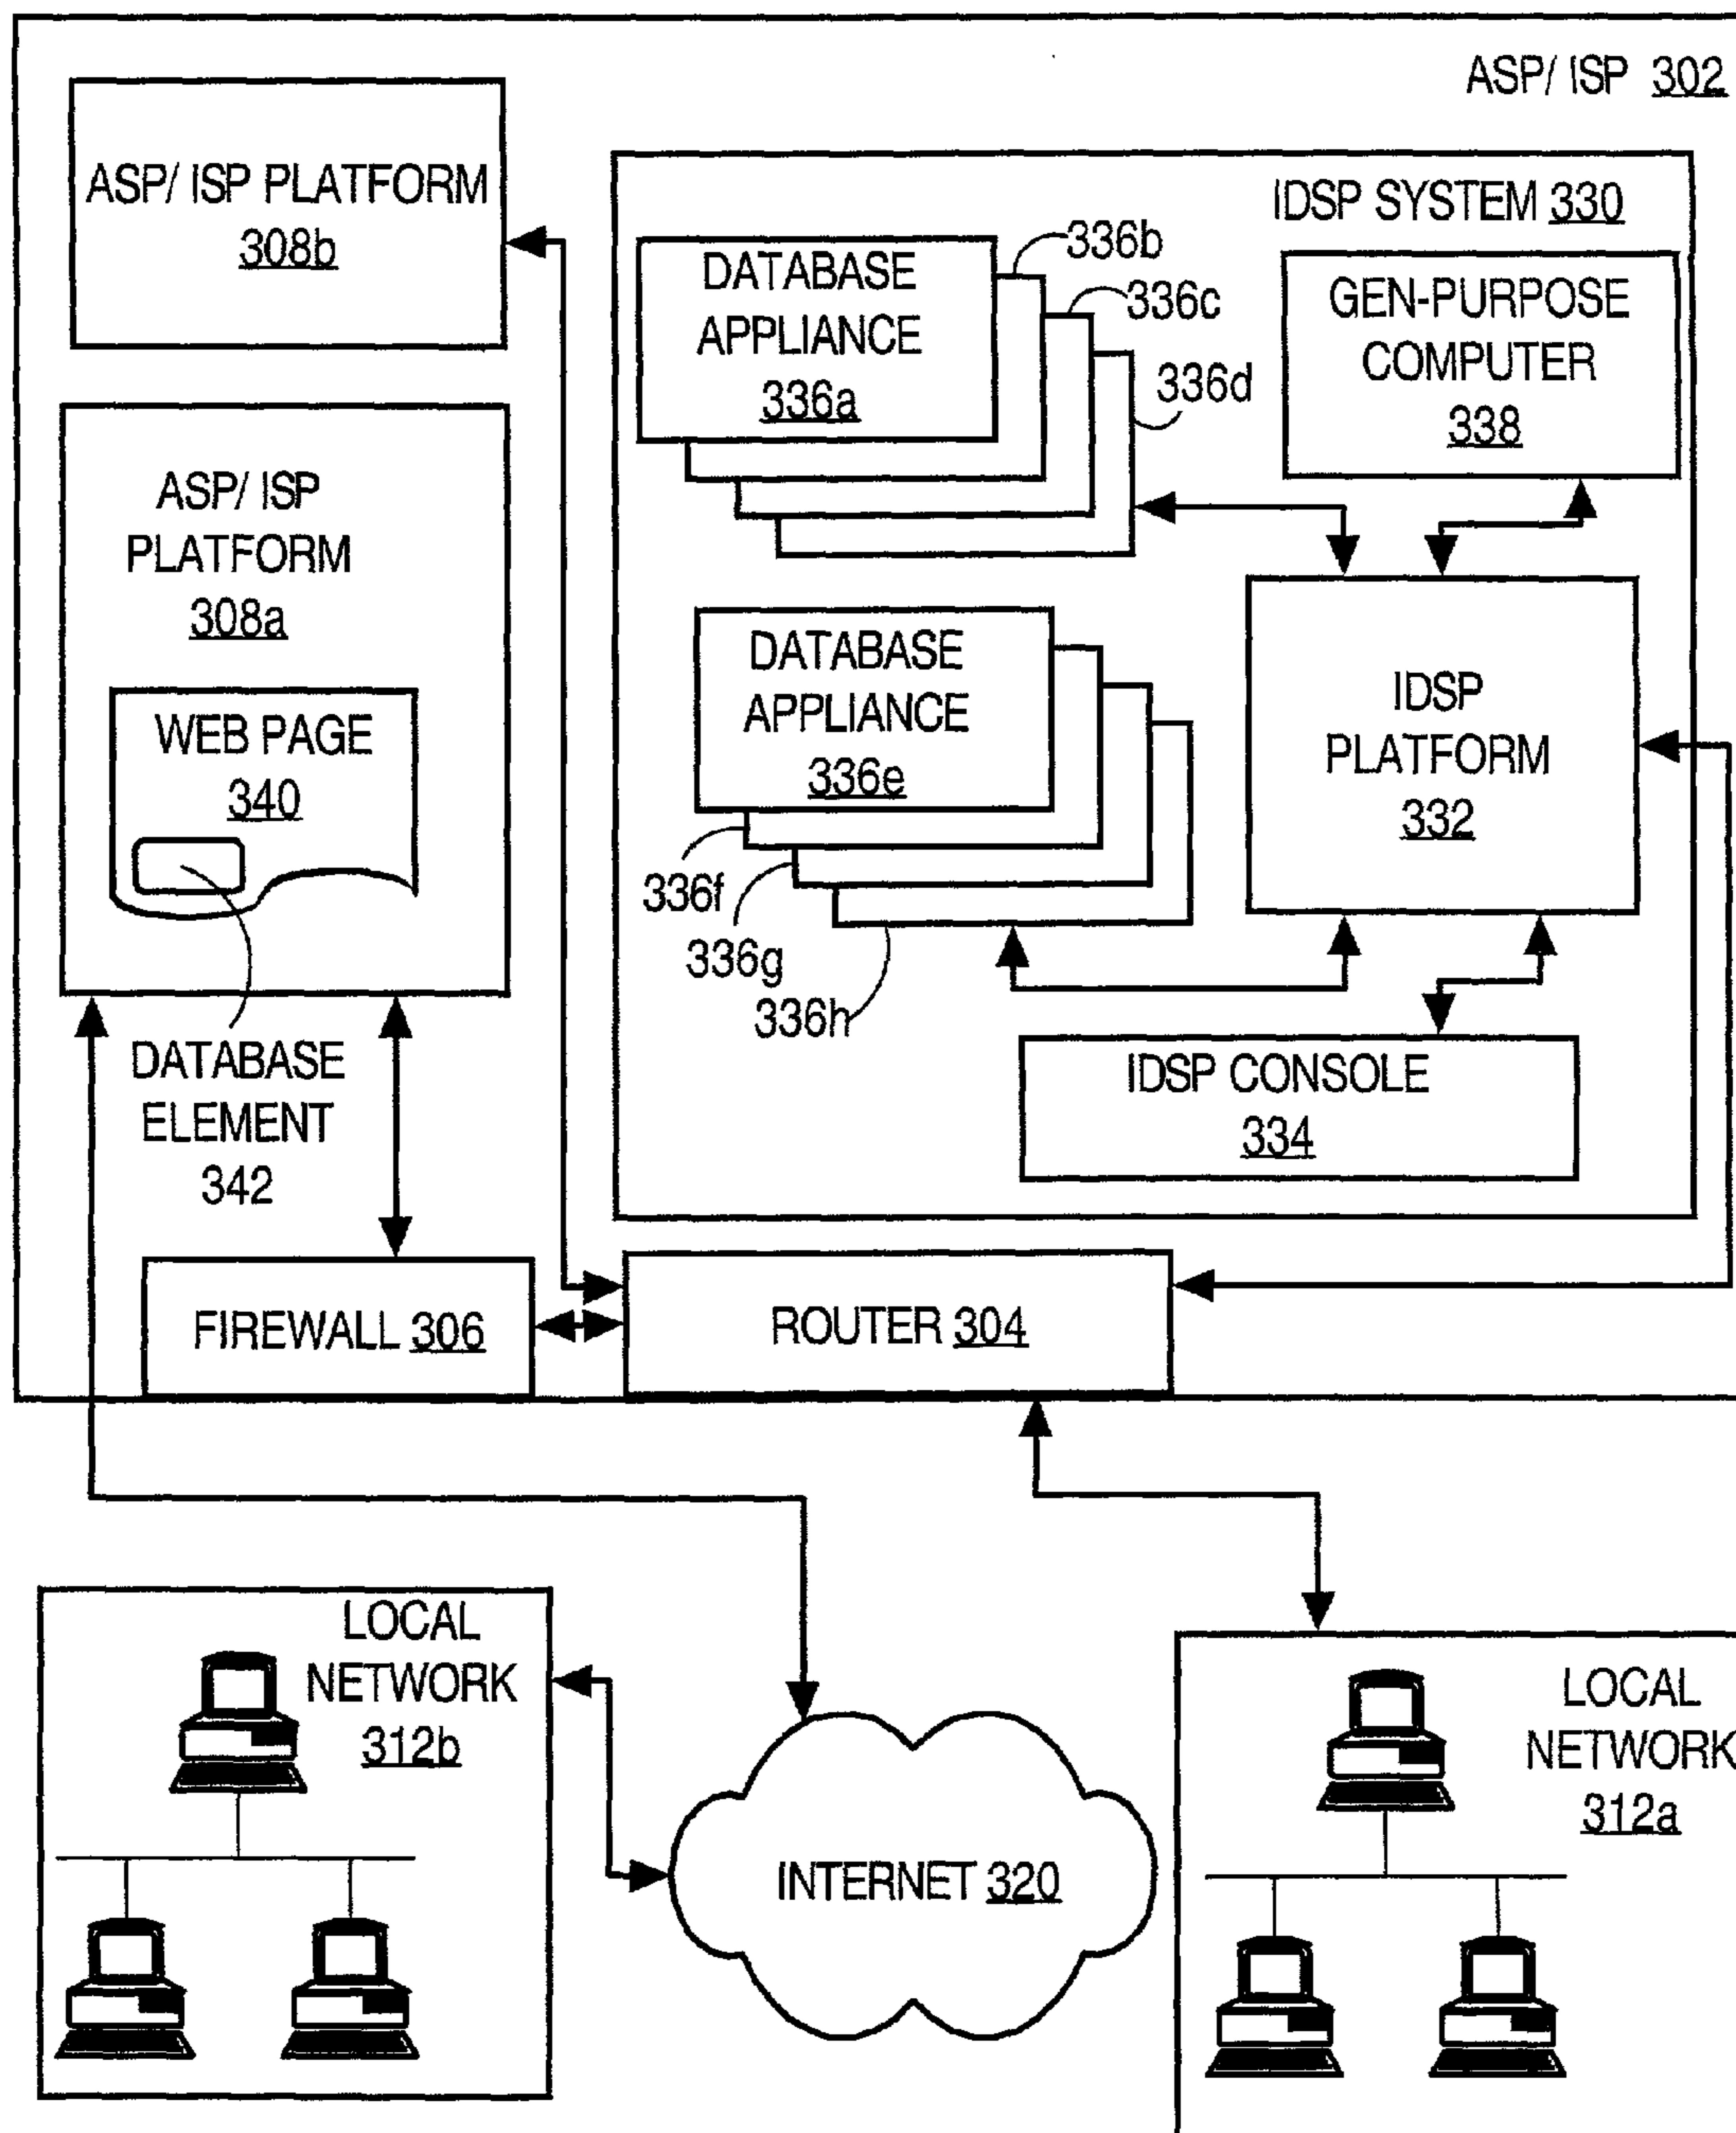 ASP/ ISP 302
ASP/ ISP PLATFORM
308b
IDSP SYSTEM 330
DATABASE
APPLIANCE
336a
336b
336c
336d
GEN-PURPOSE
COMPUTER
338
ASP/ ISP
PLATFORM
308a
WEB PAGE
340
DATABASE
ELEMENT
342
DATABASE
APPLIANCE
336e
336f
336g
336h
IDSP
PLATFORM
332
IDSP CONSOLE
334
FIREWALL 306
ROUTER 304
LOCAL
NETWORK
312b
INTERNET 320
LOCAL
NETWORK
312a